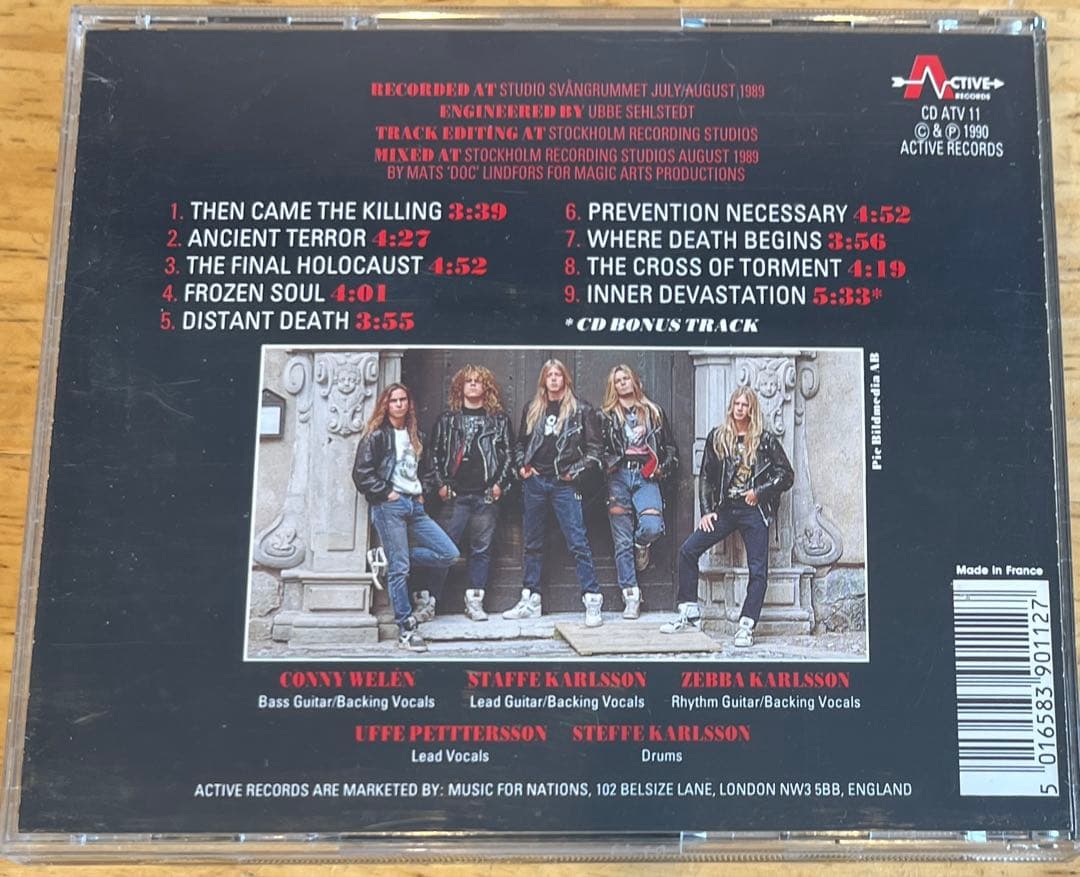 RECORDED AT STUDIO SVÅNGRUMMET JULY/AUGUST 1989
ENGINEERED BY UBBE SEHLSTEDT
TRACK EDITING AT STOCKHOLM RECORDING STUDIOS
MIXED AT STOCKHOLM RECORDING STUDIOS AUGUST 1989
BY MATS 'DOC' LINDFORS FOR MAGIC ARTS PRODUCTIONS
ACTIVE
RECORDS
CD ATV 11
© & ℗ 1990
ACTIVE RECORDS
1. THEN CAME THE KILLING 3:39
2. ANCIENT TERROR 4:27
3. THE FINAL HOLOCAUST 4:52
4. FROZEN SOUL 4:01
5. DISTANT DEATH 3:55
6. PREVENTION NECESSARY 4:52
7. WHERE DEATH BEGINS 3:56
8. THE CROSS OF TORMENT 4:19
9. INNER DEVASTATION 5:33*
* CD BONUS TRACK
Pic Bildmedia AB
CONNY WELÉN
Bass Guitar/Backing Vocals
STAFFE KARLSSON
Lead Guitar/Backing Vocals
ZEBBA KARLSSON
Rhythm Guitar/Backing Vocals
UFFE PETTTERSSON
Lead Vocals
STEFFE KARLSSON
Drums
Made in France
5 016583 901127
ACTIVE RECORDS ARE MARKETED BY: MUSIC FOR NATIONS, 102 BELSIZE LANE, LONDON NW3 5BB, ENGLAND